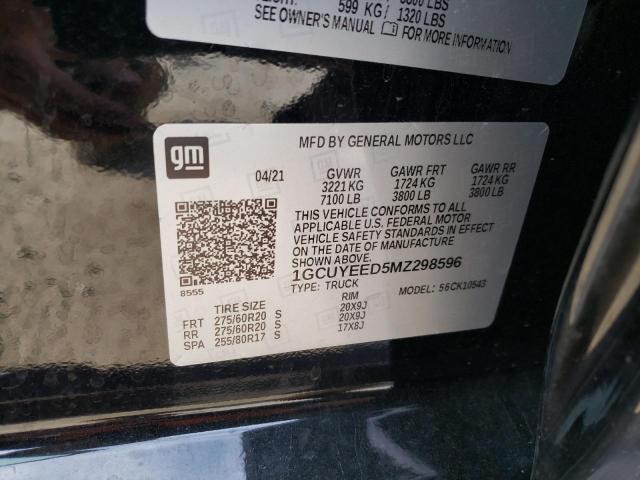 599 KG / 1320 LBS
SEE OWNER'S MANUAL FOR MORE INFORMATION
gm
MFD BY GENERAL MOTORS LLC
04/21 GVWR GAWR FRT GAWR RR
3221 KG 1724 KG 1724 KG
7100 LB 3800 LB 3800 LB
THIS VEHICLE CONFORMS TO ALL
APPLICABLE U.S. FEDERAL MOTOR
VEHICLE SAFETY STANDARDS IN EFFECT
ON THE DATE OF MANUFACTURE
SHOWN ABOVE.
1GCUYEED5MZ298596
8555
TYPE: TRUCK MODEL: 56CK10543
TIRE SIZE RIM
FRT 275/60R20 S 20X9J
RR 275/60R20 S 20X9J
SPA 255/80R17 S 17X8J